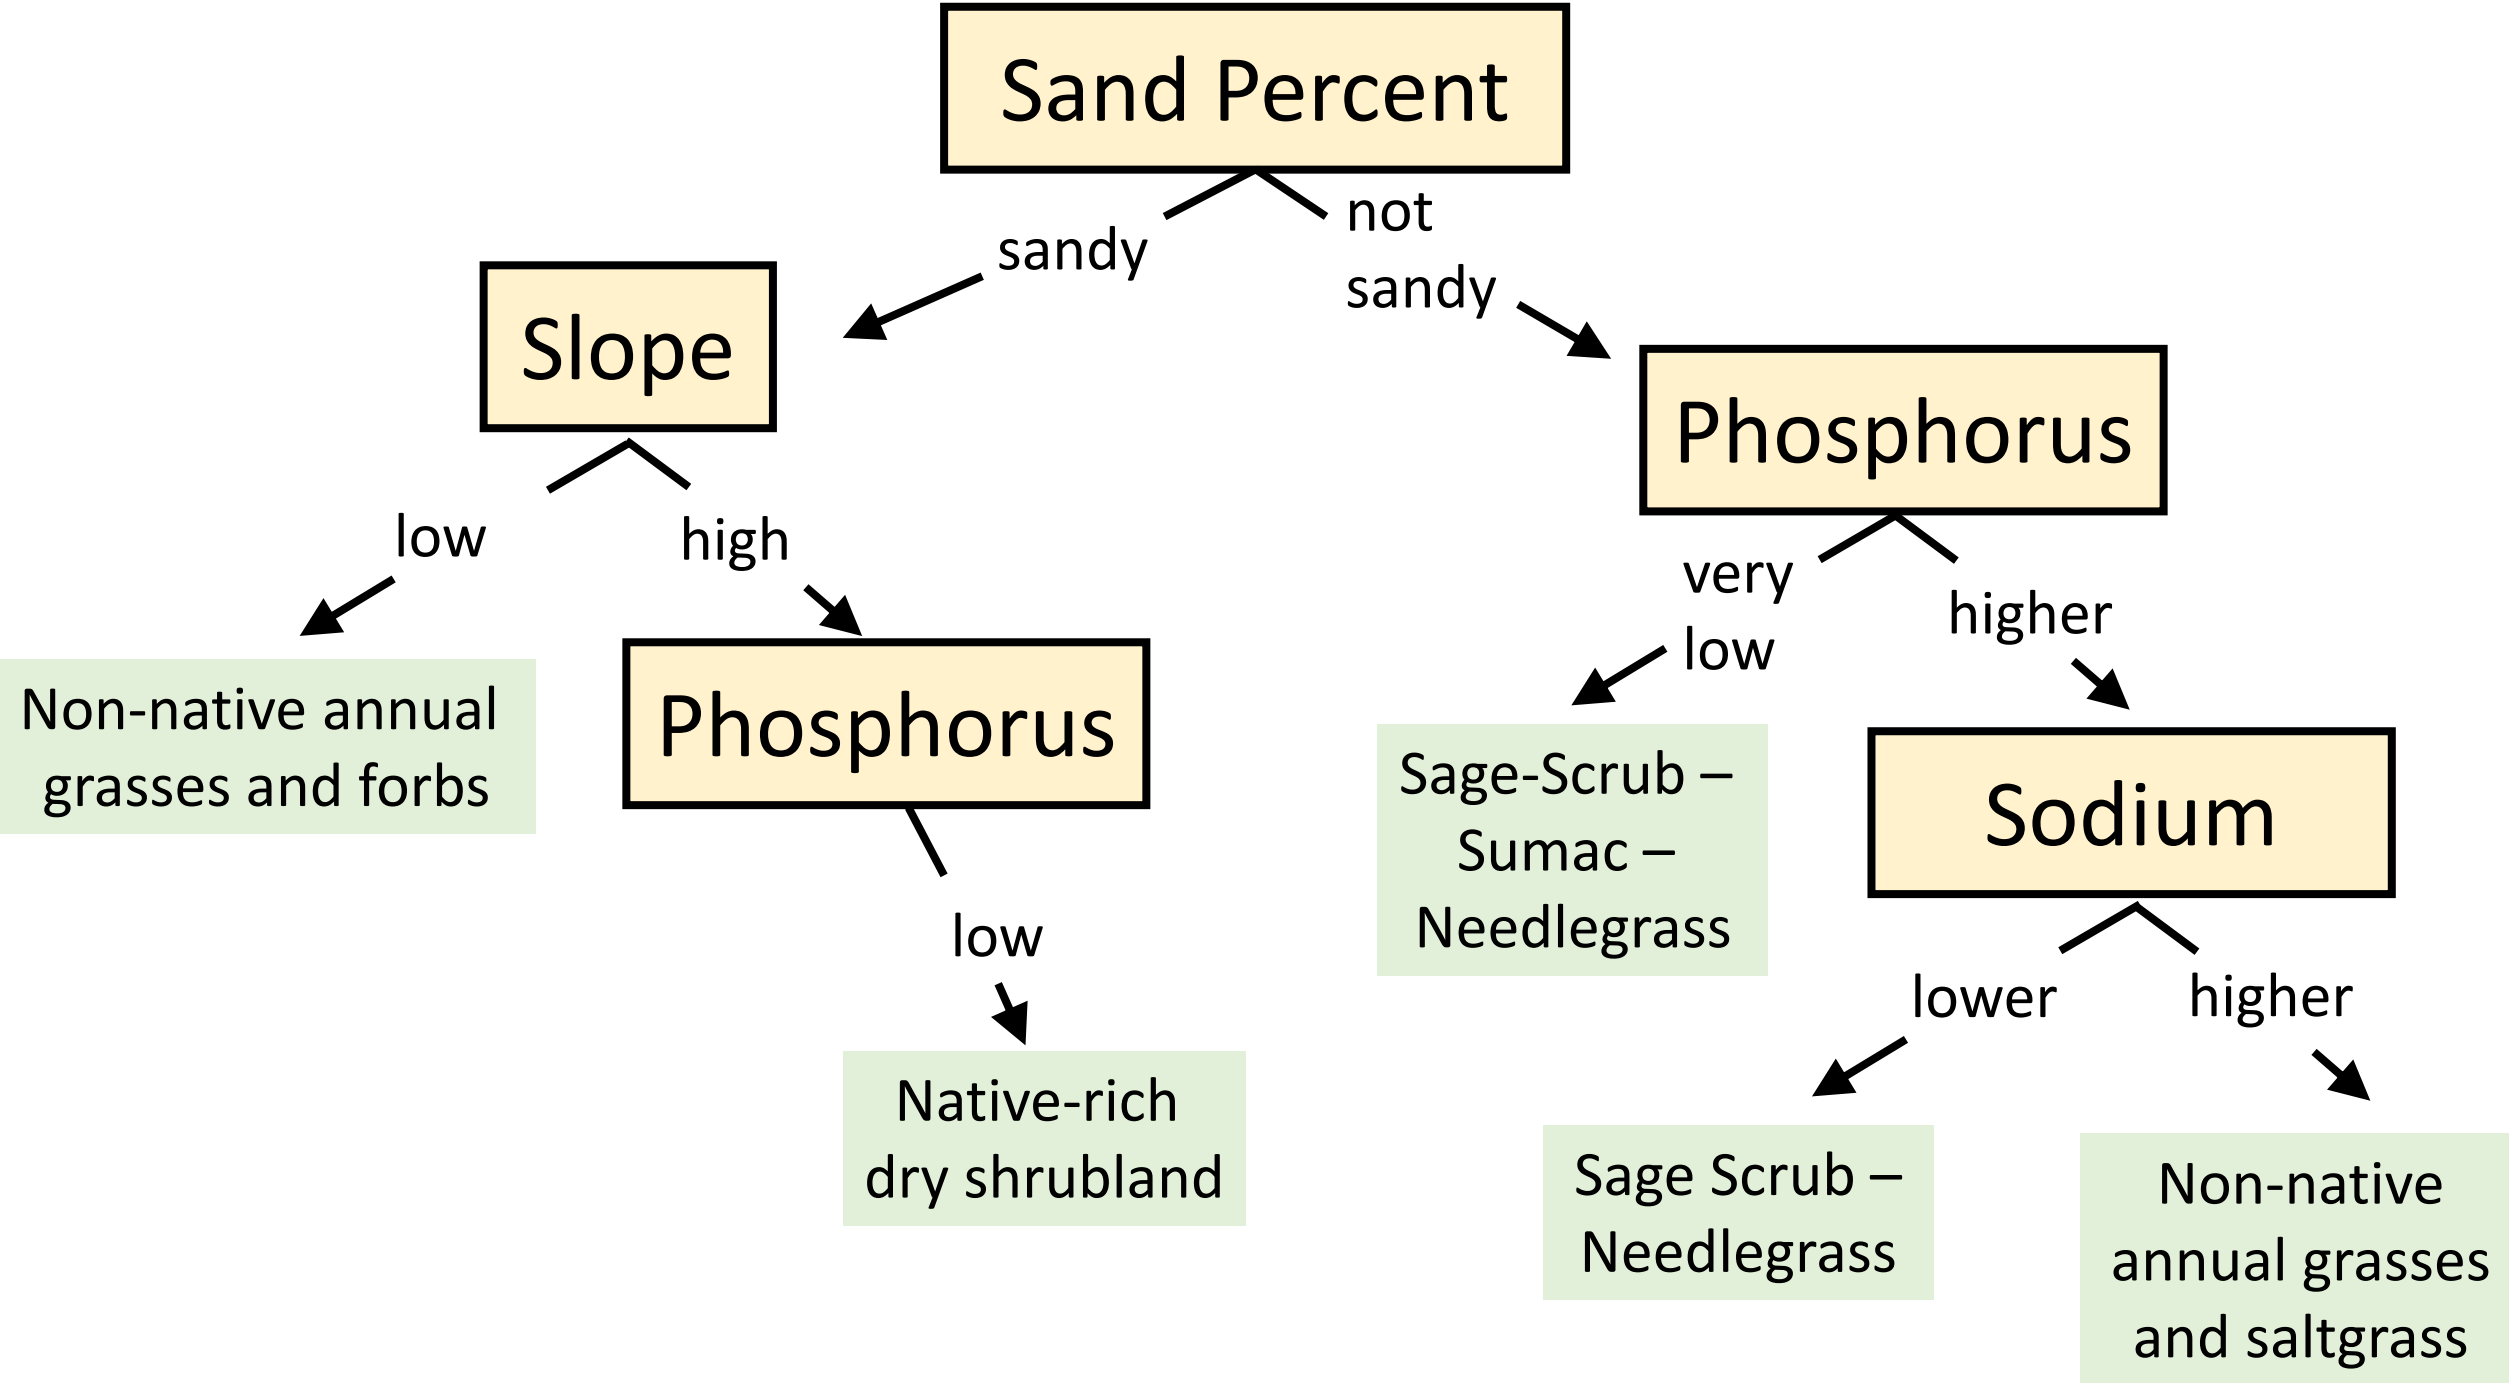 Sand Percent
sandy
not
sandy
Slope
Phosphorus
low
high
very
low
higher
Non-native annual
grasses and forbs
Phosphorus
Sage-Scrub –
Sumac –
Needlegrass
Sodium
low
lower
higher
Native-rich
dry shrubland
Sage Scrub –
Needlegrass
Non-native
annual grasses
and saltgrass